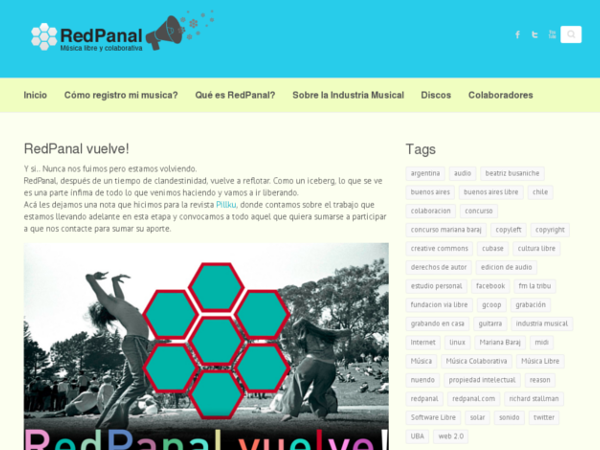 RedPanal
Música libre y colaborativa
Inicio
Cómo registro mi musica?
Qué es RedPanal?
Sobre la Industria Musical
Discos
Colaboradores
RedPanal vuelve!
Y si.. Nunca nos fuimos pero estamos volviendo.
RedPanal, después de un tiempo de clandestinidad, vuelve a reflotar. Como un iceberg, lo que se ve
es una parte ínfima de todo lo que venimos haciendo y vamos a ir liberando.
Acá les dejamos una nota que hicimos para la revista Pillku, donde contamos sobre el trabajo que
estamos llevando adelante en esta etapa y convocamos a todo aquel que quiera sumarse a participar
a que nos contacte para sumar su aporte.
RedPanal vuelve!
Tags
argentina audio beatriz busaniche
buenos aires buenos aires libre chile
colaboracion concurso
concurso mariana baraj copyleft copyright
creative commons cubase cultura libre
derechos de autor edicion de audio
estudio personal facebook fm la tribu
fundacion via libre gcoop grabación
grabando en casa guitarra industria musical
Internet linux Mariana Baraj midi
Música Música Colaborativa Música Libre
nuendo propiedad intelectual reason
redpanal redpanal.com richard stallman
Software Libre solar sonido twitter
UBA web 2.0